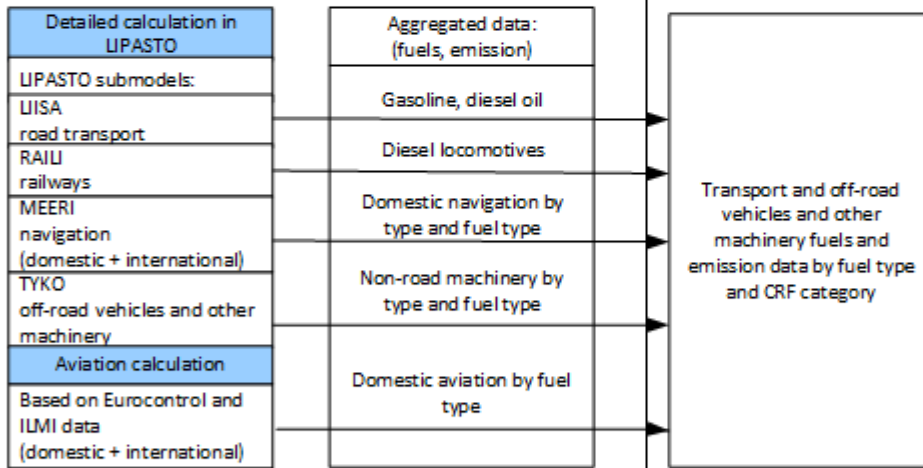 Detailed calculation in
LIPASTO
LIPASTO submodels:
LIISA
road transport
RAILI
railways
MEERI
navigation
(domestic + international)
TYKO
off-road vehicles and other
machinery
Aviation calculation
Based on Eurocontrol and
ILMI data
(domestic + international)
Aggregated data:
(fuels, emission)
Gasoline, diesel oil
Diesel locomotives
Domestic navigation by
type and fuel type
Non-road machinery by
type and fuel type
Domestic aviation by fuel
type
Transport and off-road
vehicles and other
machinery fuels and
emission data by fuel type
and CRF category